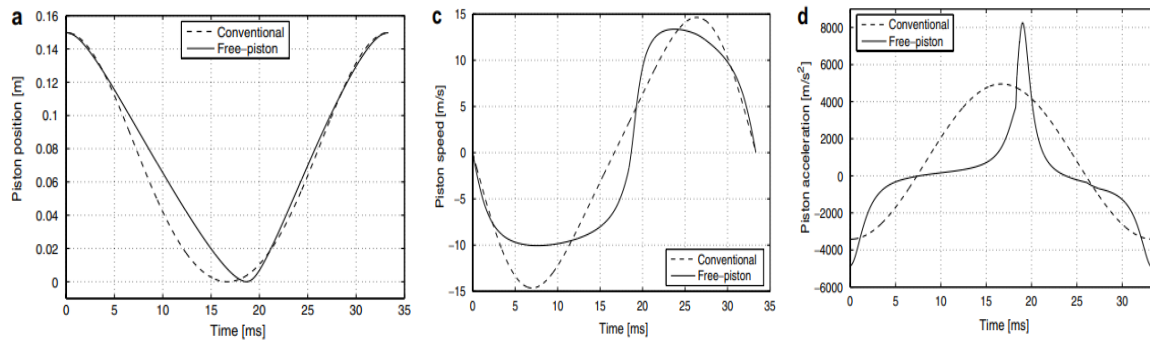 a
0.16
0.14
0.12
0.1
0.08
0.06
0.04
0.02
0
Piston position [m]
Conventional
Free-piston
0 5 10 15 20 25 30 35
Time [ms]
c
15
10
5
0
−5
−10
−15
Piston speed [m/s]
Conventional
Free-piston
0 5 10 15 20 25 30 35
Time [ms]
d
8000
6000
4000
2000
0
−2000
−4000
−6000
Piston acceleration [m/s²]
Conventional
Free-piston
0 5 10 15 20 25 30
Time [ms]